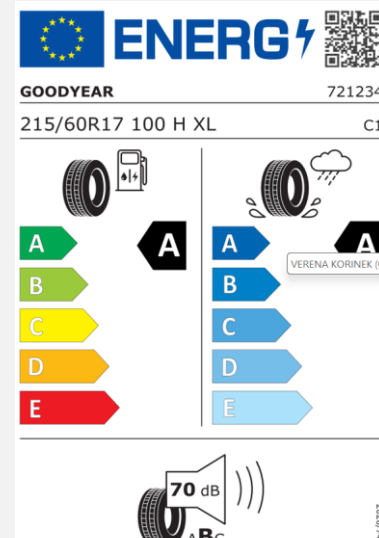 ENERG
GOODYEAR 721234
215/60R17 100 H XL C1
A A A A
VERENA KORINEK
B B
C C
D D
E E
70 dB
ABC